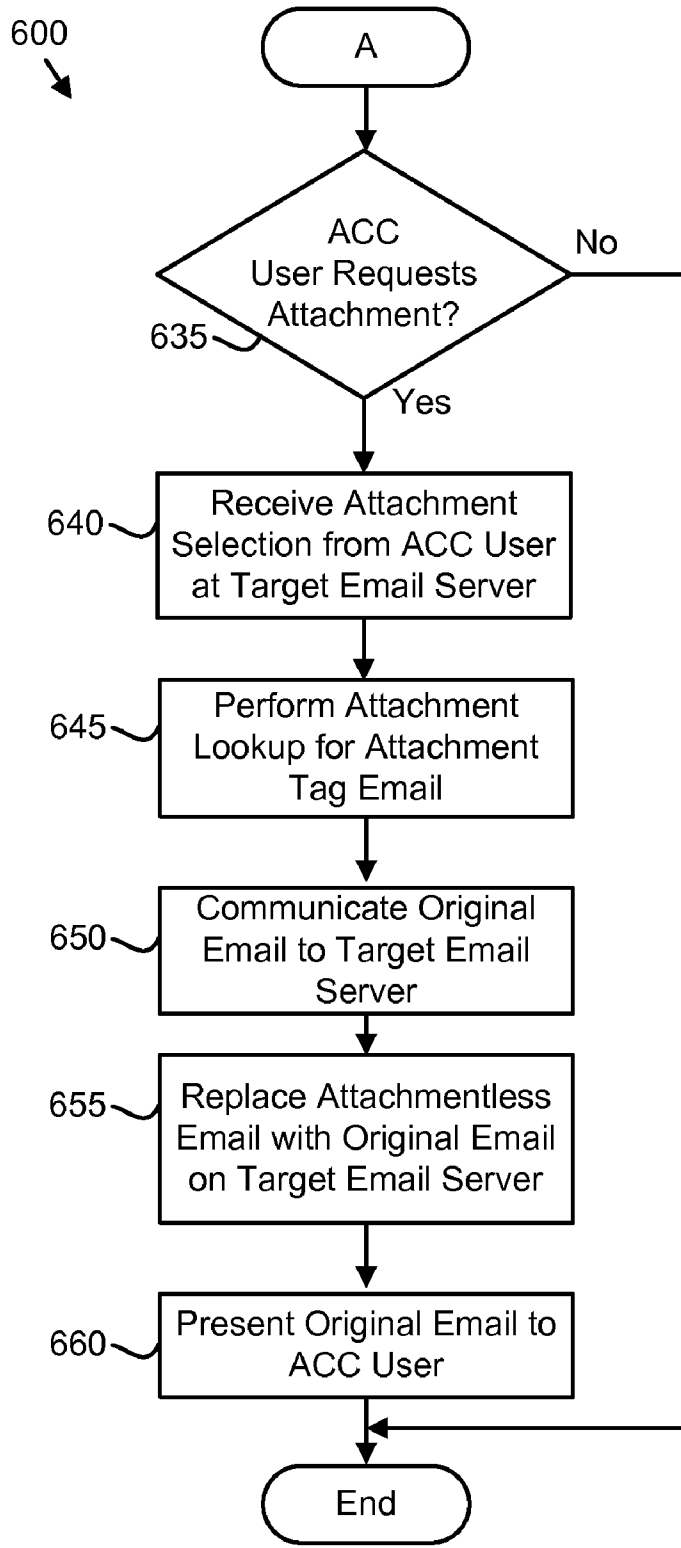 600
A
ACC
User Requests
Attachment?
No
635
Yes
640
Receive Attachment
Selection from ACC User
at Target Email Server
645
Perform Attachment
Lookup for Attachment
Tag Email
650
Communicate Original
Email to Target Email
Server
655
Replace Attachmentless
Email with Original Email
on Target Email Server
660
Present Original Email to
ACC User
End